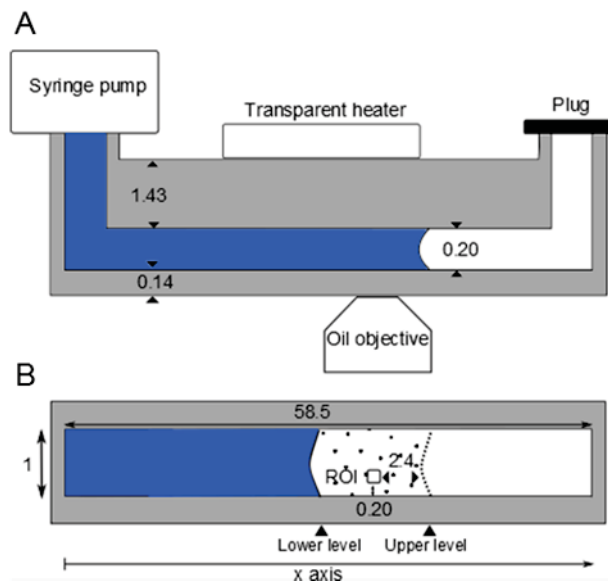 A
Syringe pump
Transparent heater
Plug
1.43
0.20
0.14
Oil objective
B
58.5
1
ROI
2.4
0.20
Lower level
Upper level
x axis